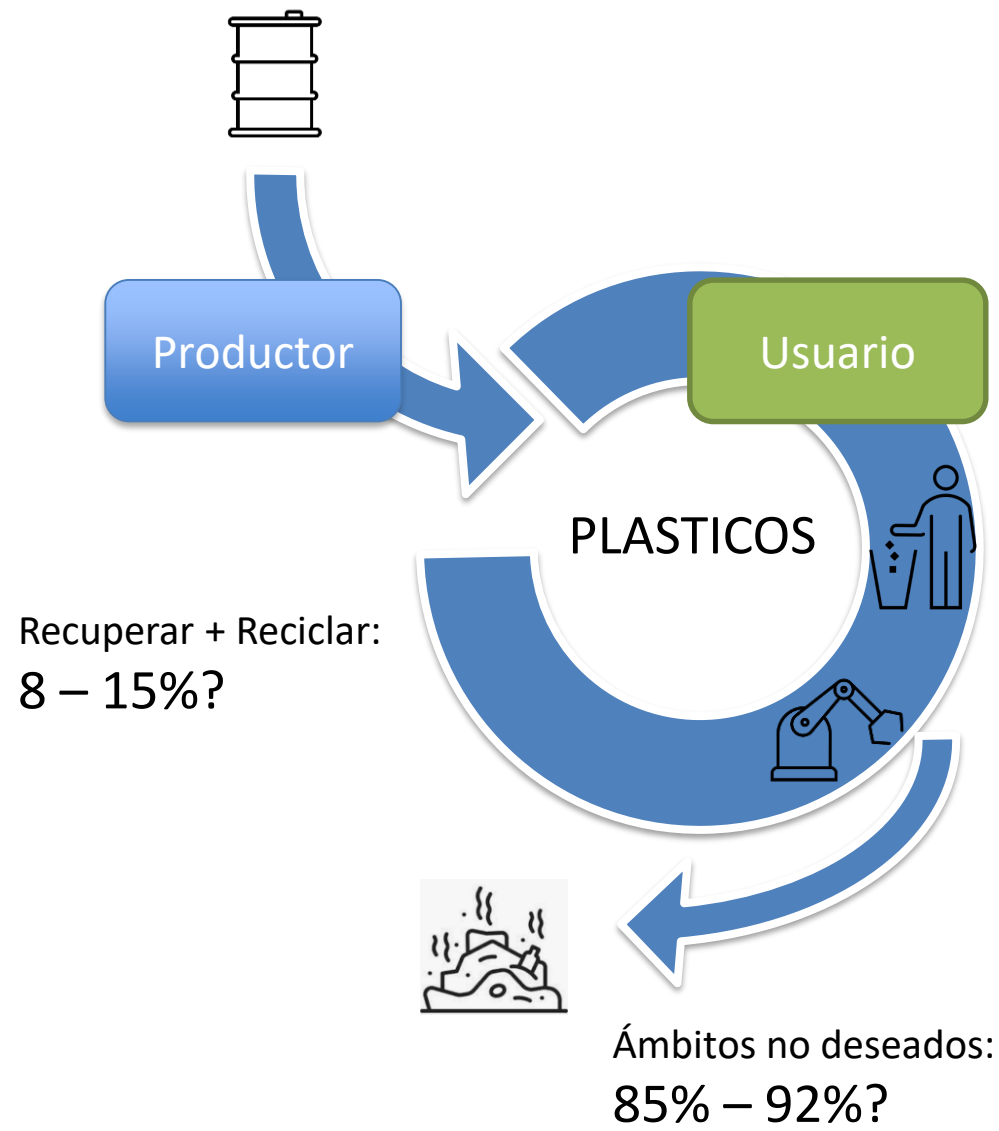 Productor
Usuario
PLASTICOS
Recuperar + Reciclar:
8 – 15%?
Ámbitos no deseados:
85% – 92%?